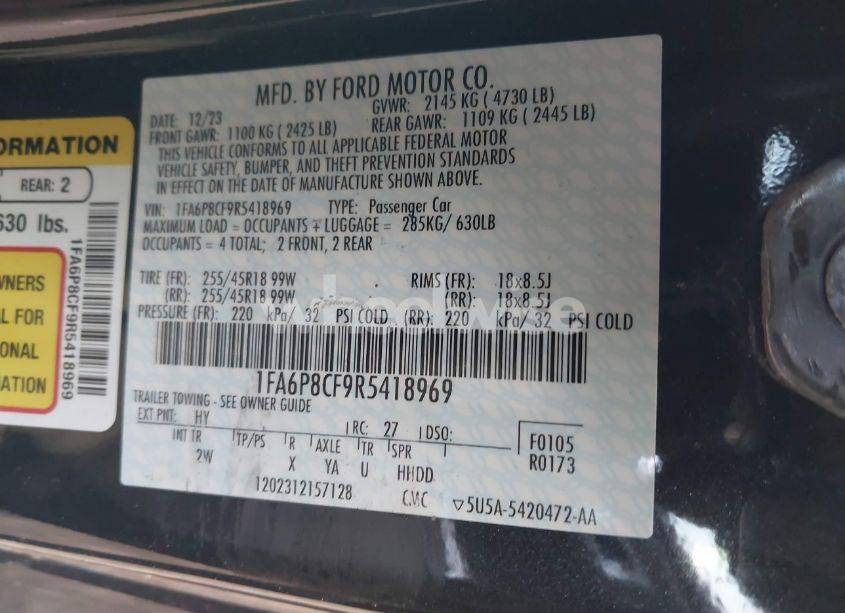 MFD. BY FORD MOTOR CO.
DATE: 12/23 GVWR: 2145 KG ( 4730 LB)
FRONT GAWR: 1100 KG ( 2425 LB) REAR GAWR: 1109 KG ( 2445 LB)
THIS VEHICLE CONFORMS TO ALL APPLICABLE FEDERAL MOTOR
VEHICLE SAFETY, BUMPER, AND THEFT PREVENTION STANDARDS
IN EFFECT ON THE DATE OF MANUFACTURE SHOWN ABOVE.
VIN: 1FA6P8CF9R5418969 TYPE: Passenger Car
MAXIMUM LOAD = OCCUPANTS + LUGGAGE = 285KG/ 630LB
OCCUPANTS = 4 TOTAL; 2 FRONT, 2 REAR
TIRE (FR): 255/45R18 99W RIMS (FR): 18x8.5J
(RR): 255/45R18 99W (RR): 18x8.5J
PRESSURE (FR): 220 kPa/ 32 PSI COLD (RR): 220 kPa/ 32 PSI COLD
1FA6P8CF9R5418969
TRAILER TOWING - SEE OWNER GUIDE
EXT PNT: HY RC: 27 DSO: F0105
INT TR TP/PS R AXLE TR SPR R0173
2W X YA U HHDD
1202312157128 CMC ▽5U5A-5420472-AA
ORMATION
REAR: 2
630 lbs.
1FA6P8CF9R5418969
WNERS
AL FOR
ONAL
MATION